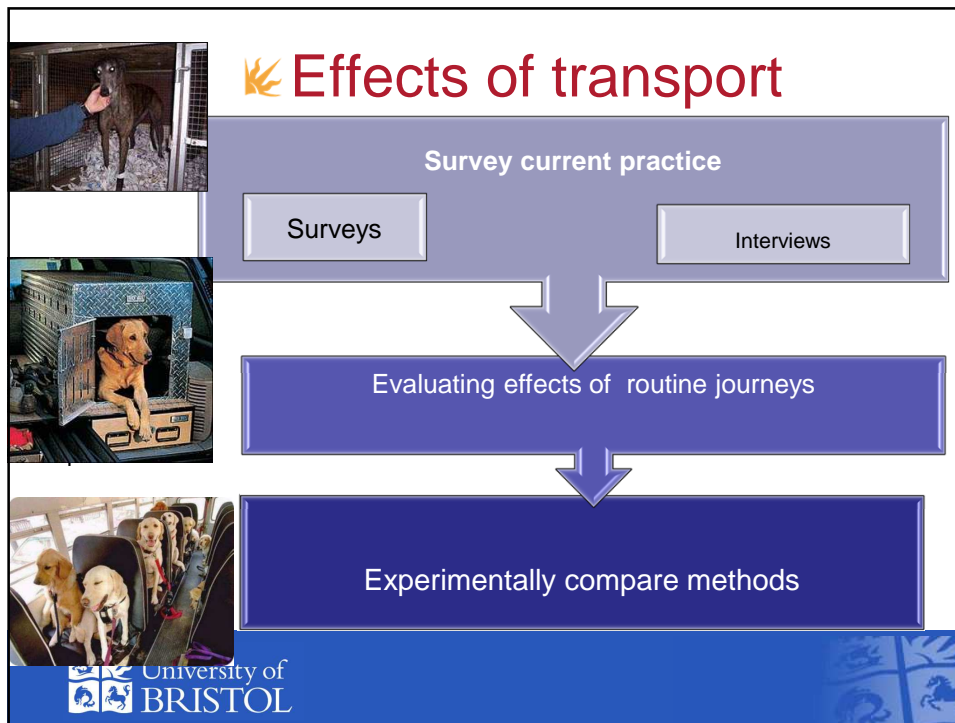 Effects of transport
Survey current practice
Surveys
Interviews
Evaluating effects of routine journeys
Experimentally compare methods
University of
BRISTOL